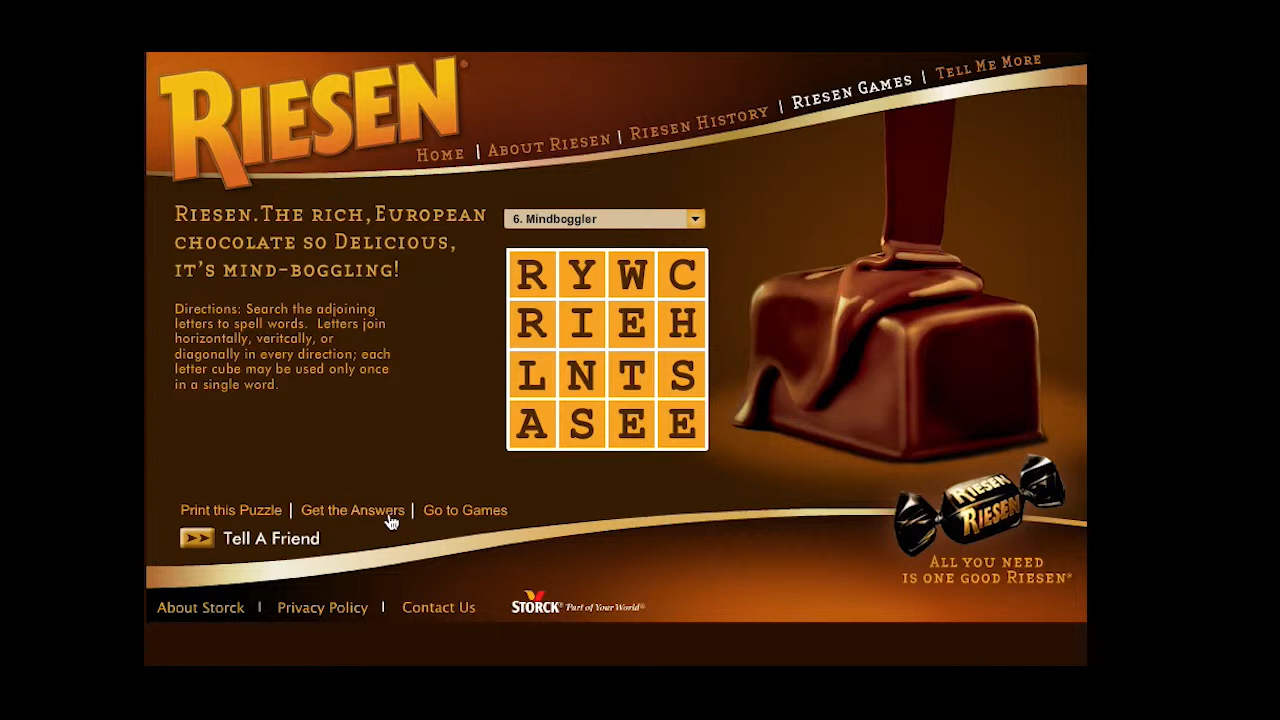 RIESEN®
HOME | ABOUT RIESEN | RIESEN HISTORY | RIESEN GAMES | TELL ME MORE
RIESEN. THE RICH, EUROPEAN
CHOCOLATE SO DELICIOUS,
IT'S MIND-BOGGLING!
Directions: Search the adjoining
letters to spell words. Letters join
horizontally, veritcally, or
diagonally in every direction; each
letter cube may be used only once
in a single word.
6. Mindboggler
R Y W C
R I E H
L N T S
A S E E
Print this Puzzle | Get the Answers | Go to Games
Tell A Friend
RIESEN
RIESEN
ALL YOU NEED
IS ONE GOOD RIESEN®
About Storck | Privacy Policy | Contact Us
STORCK® Part of Your World®